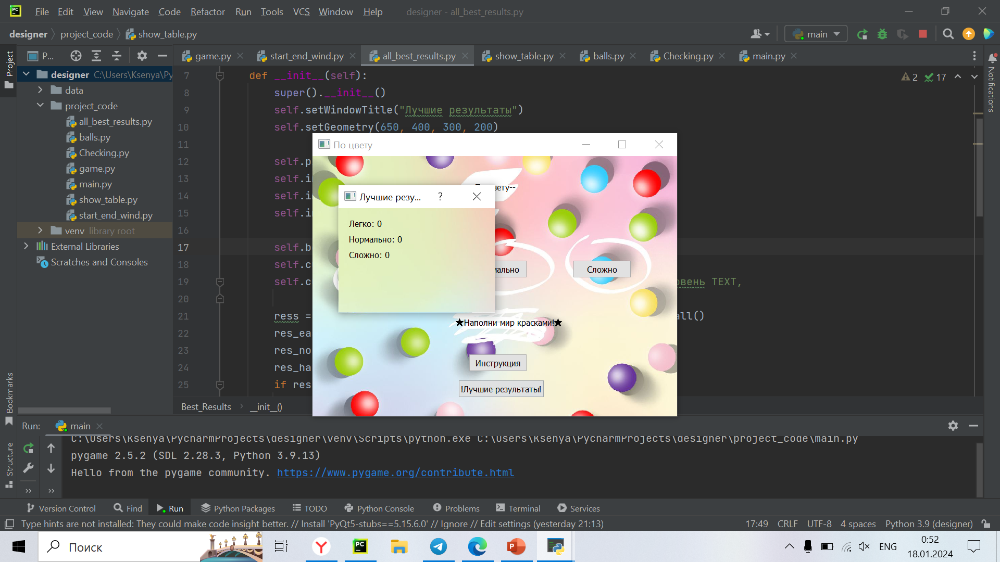 File Edit View Navigate Code Refactor Run Tools VCS Window Help designer - all_best_results.py
designer project_code show_table.py main
Project P... game.py start_end_wind.py all_best_results.py show_table.py balls.py Checking.py main.py
Notifications
designer C:\Users\Ksenya\Py
data
project_code
all_best_results.py
balls.py
Checking.py
game.py
main.py
show_table.py
start_end_wind.py
venv library root
External Libraries
Scratches and Consoles
7 def __init__(self): 2 17
8 super().__init__()
9 self.setWindowTitle("Лучшие результаты")
10 self.setGeometry(650, 400, 300, 200)
11
12 self.p
13 self.i
14 self.i
15 self.i
16
17 self.b
18 self.c
19 self.c овень TEXT,
20
21 ress = all()
22 res_ea
23 res_no
24 res_ha
25 if res
Best_Results __init__()
По цвету
вету--
Лучшие резу... ?
Легко: 0
Нормально: 0
Сложно: 0
мально Сложно
★Наполни мир красками!★
Инструкция
!Лучшие результаты!
Bookmarks
Structure
Run: main
C:\Users\Ksenya\PycharmProjects\designer\venv\Scripts\python.exe C:\Users\Ksenya\PycharmProjects\designer\project_code\main.py
pygame 2.5.2 (SDL 2.28.3, Python 3.9.13)
Hello from the pygame community. https://www.pygame.org/contribute.html
Version Control Find Run Python Packages TODO Python Console Problems Terminal Services
Type hints are not installed: They could make code insight better. // Install 'PyQt5-stubs==5.15.6.0' // Ignore // Edit settings (yesterday 21:13) 17:49 CRLF UTF-8 4 spaces Python 3.9 (designer)
Поиск ENG 0:52
18.01.2024